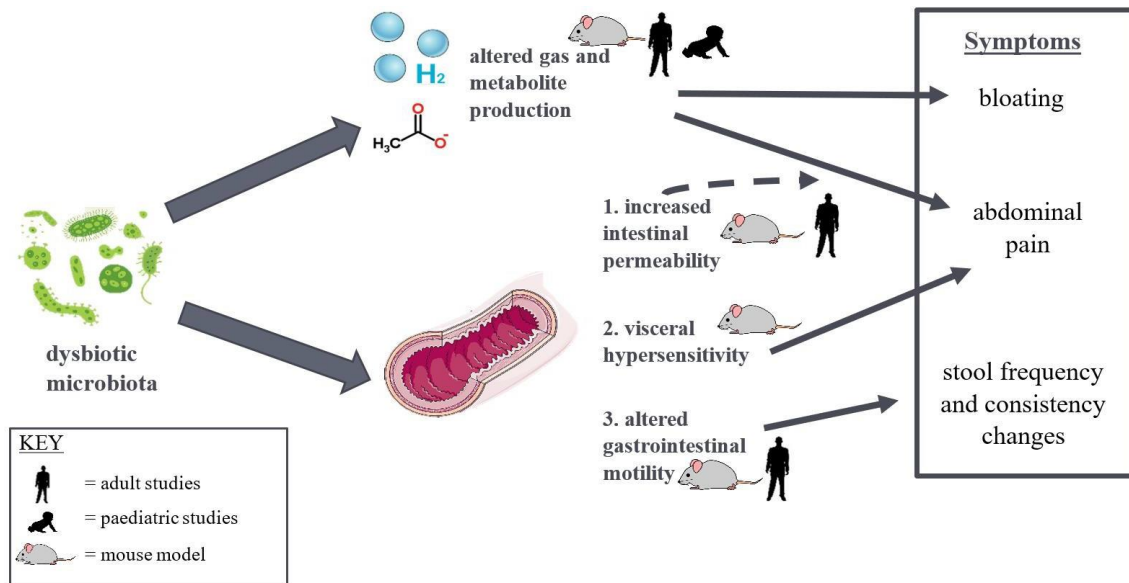 altered gas and
metabolite
production
H2
O
H3C
O-
dysbiotic
microbiota
1. increased
intestinal
permeability
2. visceral
hypersensitivity
3. altered
gastrointestinal
motility
Symptoms
bloating
abdominal
pain
stool frequency
and consistency
changes
KEY
= adult studies
= paediatric studies
= mouse model